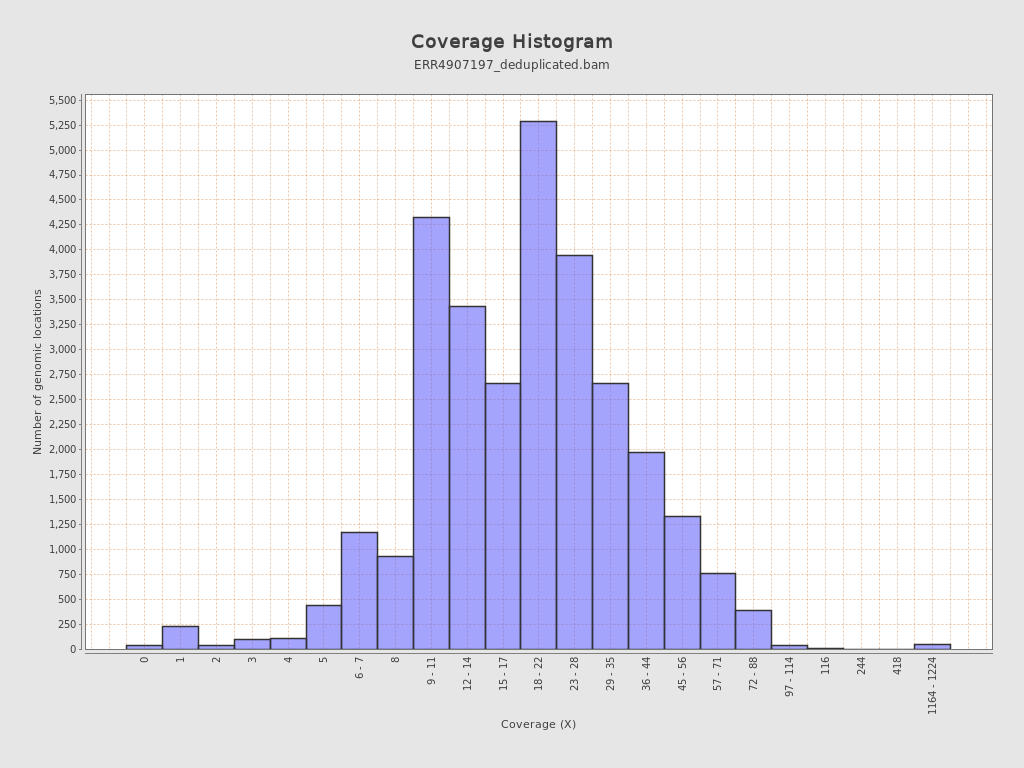 Coverage Histogram
ERR4907197_deduplicated.bam
Number of genomic locations
5,500
5,250
5,000
4,750
4,500
4,250
4,000
3,750
3,500
3,250
3,000
2,750
2,500
2,250
2,000
1,750
1,500
1,250
1,000
750
500
250
0
0
1
2
3
4
5
6 - 7
8
9 - 11
12 - 14
15 - 17
18 - 22
23 - 28
29 - 35
36 - 44
45 - 56
57 - 71
72 - 88
97 - 114
116
244
418
1164 - 1224
Coverage (X)